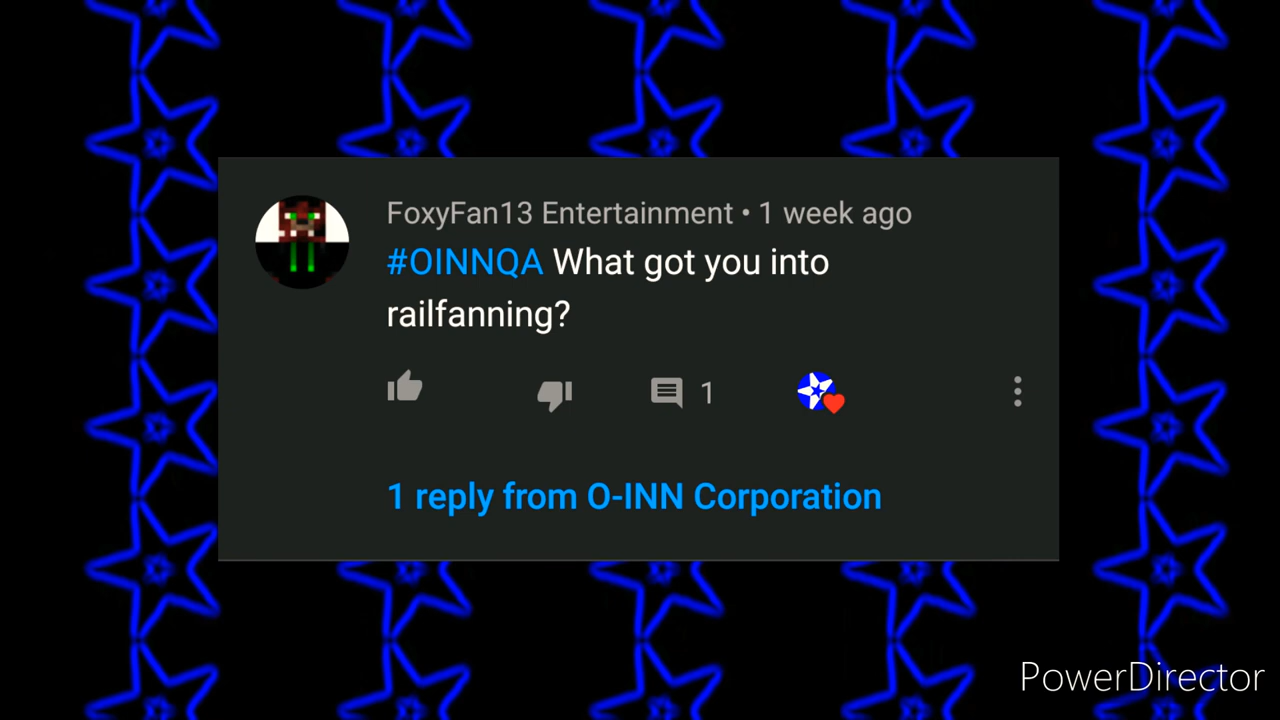 FoxyFan13 Entertainment • 1 week ago
#OINNQA What got you into
railfanning?
1
1 reply from O-INN Corporation
PowerDirector